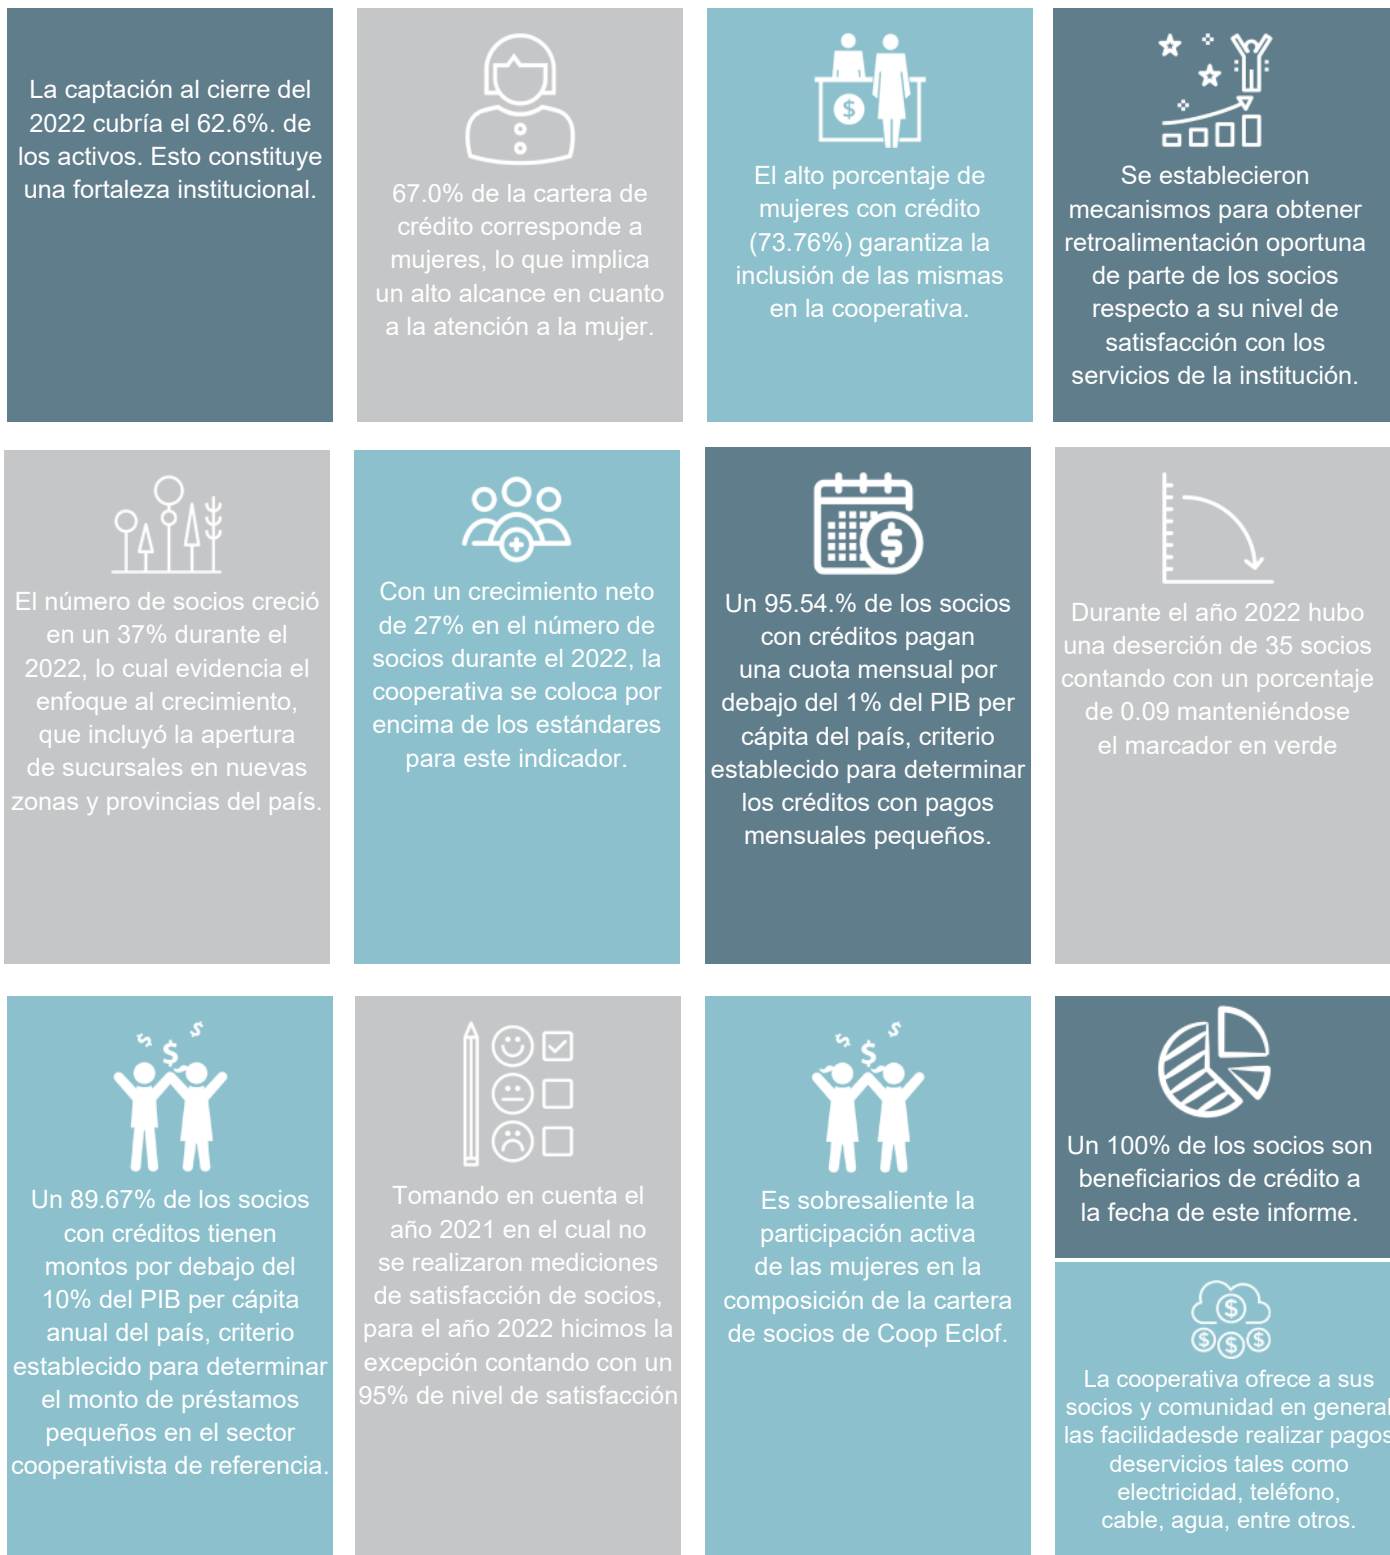 La captación al cierre del
2022 cubría el 62.6%. de
los activos. Esto constituye
una fortaleza institucional.
67.0% de la cartera de
crédito corresponde a
mujeres, lo que implica
un alto alcance en cuanto
a la atención a la mujer.
El alto porcentaje de
mujeres con crédito
(73.76%) garantiza la
inclusión de las mismas
en la cooperativa.
Se establecieron
mecanismos para obtener
retroalimentación oportuna
de parte de los socios
respecto a su nivel de
satisfacción con los
servicios de la institución.
El número de socios creció
en un 37% durante el
2022, lo cual evidencia el
enfoque al crecimiento,
que incluyó la apertura
de sucursales en nuevas
zonas y provincias del país.
Con un crecimiento neto
de 27% en el número de
socios durante el 2022, la
cooperativa se coloca por
encima de los estándares
para este indicador.
Un 95.54.% de los socios
con créditos pagan
una cuota mensual por
debajo del 1% del PIB per
cápita del país, criterio
establecido para determinar
los créditos con pagos
mensuales pequeños.
Durante el año 2022 hubo
una deserción de 35 socios
contando con un porcentaje
de 0.09 manteniéndose
el marcador en verde
Un 89.67% de los socios
con créditos tienen
montos por debajo del
10% del PIB per cápita
anual del país, criterio
establecido para determinar
el monto de préstamos
pequeños en el sector
cooperativista de referencia.
Tomando en cuenta el
año 2021 en el cual no
se realizaron mediciones
de satisfacción de socios,
para el año 2022 hicimos la
excepción contando con un
95% de nivel de satisfacción
Es sobresaliente la
participación activa
de las mujeres en la
composición de la cartera
de socios de Coop Eclof.
Un 100% de los socios son
beneficiarios de crédito a
la fecha de este informe.
La cooperativa ofrece a sus
socios y comunidad en general
las facilidadesde realizar pagos
deservicios tales como
electricidad, teléfono,
cable, agua, entre otros.